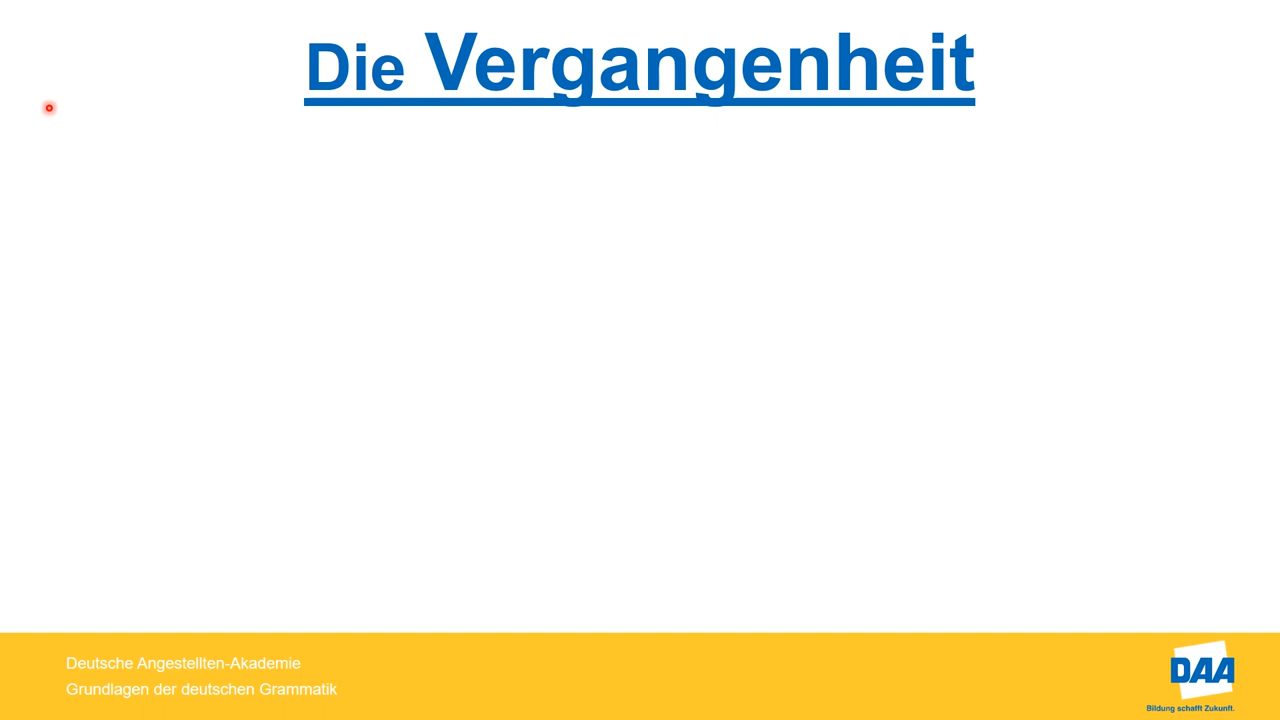 Die Vergangenheit
Deutsche Angestellten-Akademie
Grundlagen der deutschen Grammatik
DAA
Bildung schafft Zukunft.